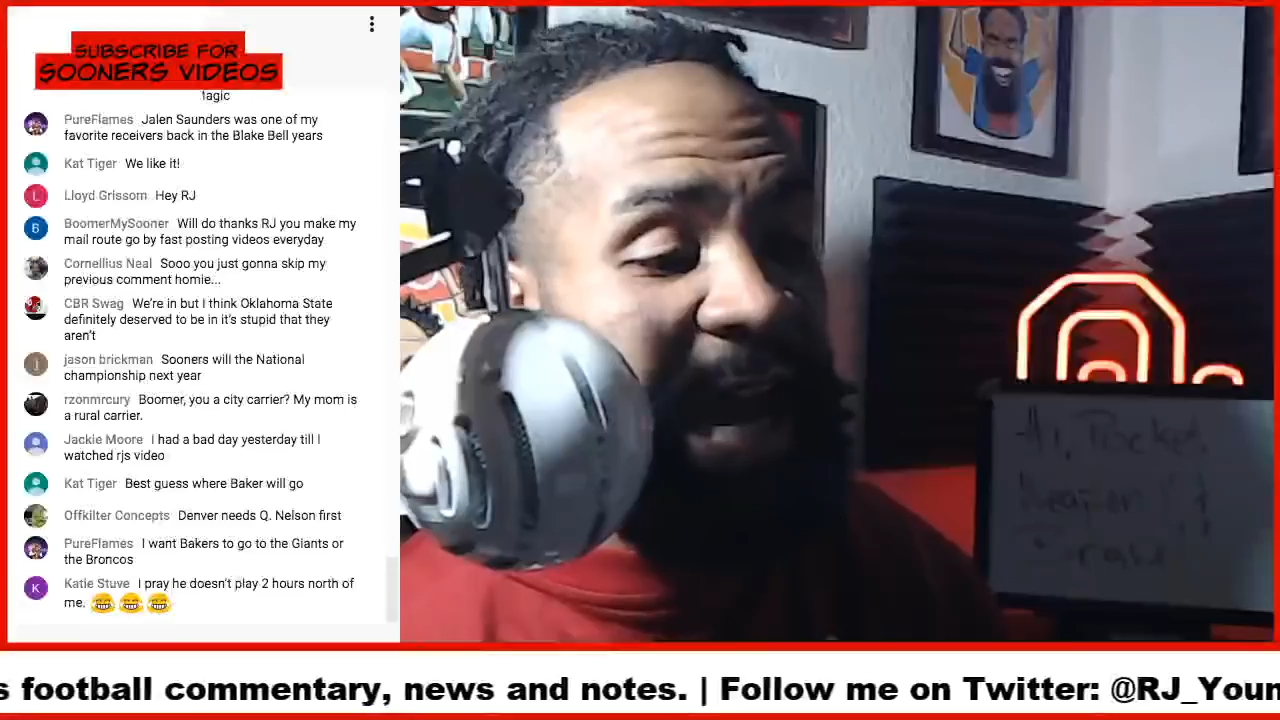 SUBSCRIBE FOR
SOONERS VIDEOS
PureFlames Jalen Saunders was one of my
favorite receivers back in the Blake Bell years
Kat Tiger We like it!
L Lloyd Grissom Hey RJ
B BoomerMySooner Will do thanks RJ you make my
mail route go by fast posting videos everyday
Cornellius Neal Sooo you just gonna skip my
previous comment homie...
CBR Swag We're in but I think Oklahoma State
definitely deserved to be in it's stupid that they
aren't
j jason brickman Sooners will the National
championship next year
rzonmrcury Boomer, you a city carrier? My mom is
a rural carrier.
Jackie Moore I had a bad day yesterday till I
watched rjs video
Kat Tiger Best guess where Baker will go
Offkilter Concepts Denver needs Q. Nelson first
PureFlames I want Bakers to go to the Giants or
the Broncos
K Katie Stuve I pray he doesn't play 2 hours north of
me. 😂😂😂
s football commentary, news and notes. | Follow me on Twitter: @RJ_Youn